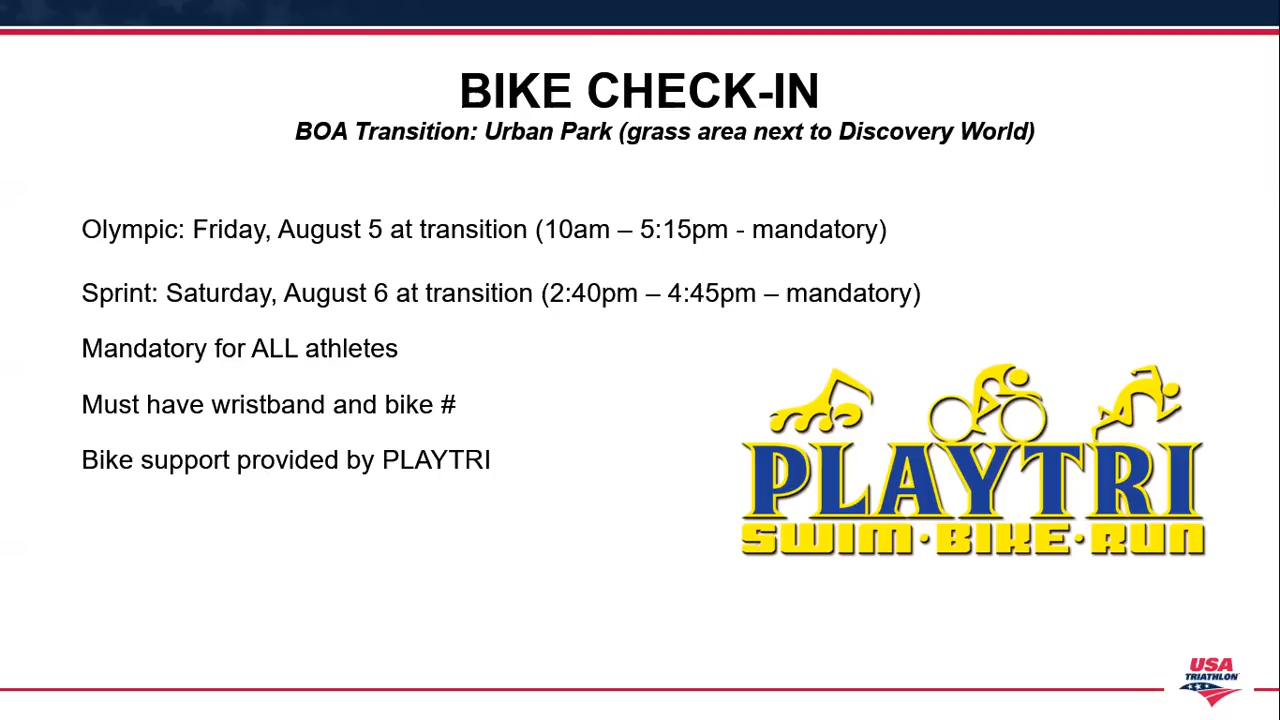 BIKE CHECK-IN
BOA Transition: Urban Park (grass area next to Discovery World)
Olympic: Friday, August 5 at transition (10am – 5:15pm - mandatory)
Sprint: Saturday, August 6 at transition (2:40pm – 4:45pm – mandatory)
Mandatory for ALL athletes
Must have wristband and bike #
Bike support provided by PLAYTRI
PLAYTRI
SWIM·BIKE·RUN
USA
TRIATHLON